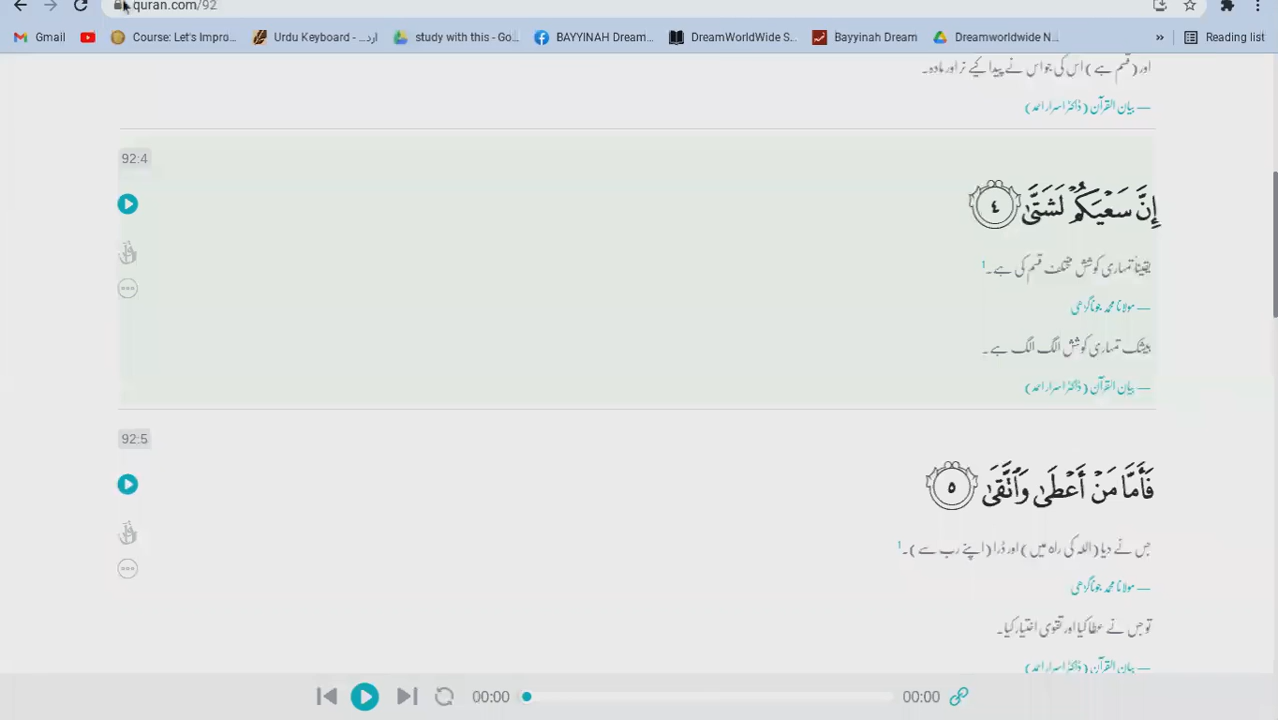 quran.com/92
Gmail
Course: Let's Impro...
Urdu Keyboard - ...ارد
study with this - Go...
BAYYINAH Dream...
DreamWorldWide S...
Bayyinah Dream
Dreamworldwide N...
»
Reading list
اور (قسم ہے) اس کی جو اس نے پیدا کیے نر اور مادہ۔
— بیان القرآن (ڈاکٹر اسرار احمد)
92:4
إِنَّ سَعْيَكُمْ لَشَتَّىٰ ٤
یقیناً تمہاری کوشش مختلف قسم کی ہے۔1
— مولانا محمد جوناگڑھی
بیشک تمہاری کوشش الگ الگ ہے۔
— بیان القرآن (ڈاکٹر اسرار احمد)
92:5
فَأَمَّا مَنْ أَعْطَىٰ وَٱتَّقَىٰ ٥
جس نے دیا (اللہ کی راہ میں) اور ڈرا (اپنے رب سے)۔1
— مولانا محمد جوناگڑھی
تو جس نے عطا کیا اور تقویٰ اختیار کیا۔
— بیان القرآن (ڈاکٹر اسرار احمد)
00:00
00:00